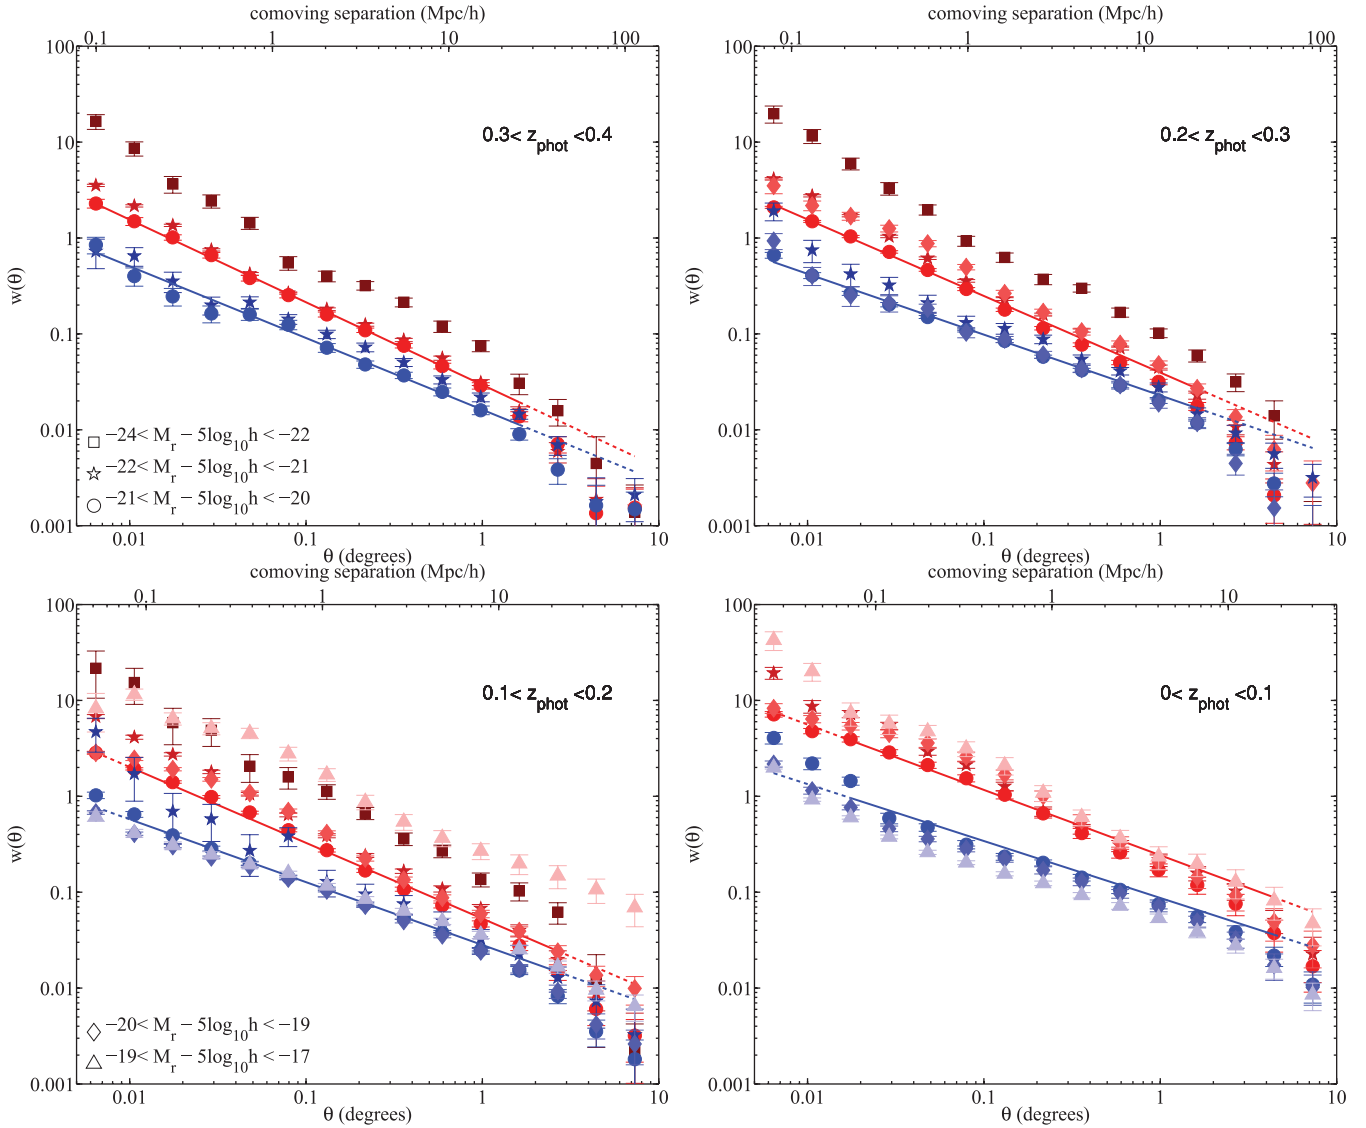 comoving separation (Mpc/h)
0.1 1 10 100
100
10
1
0.1
0.01
0.001
w(θ)
0.3< z_phot <0.4
−24< M_r − 5log_10 h < −22
−22< M_r − 5log_10 h < −21
−21< M_r − 5log_10 h < −20
0.01 0.1 1 10
θ (degrees)
comoving separation (Mpc/h)
0.1 1 10 100
100
10
1
0.1
0.01
0.001
w(θ)
0.2< z_phot <0.3
0.01 0.1 1 10
θ (degrees)
comoving separation (Mpc/h)
0.1 1 10
100
10
1
0.1
0.01
0.001
w(θ)
0.1< z_phot <0.2
−20< M_r − 5log_10 h < −19
−19< M_r − 5log_10 h < −17
0.01 0.1 1 10
θ (degrees)
comoving separation (Mpc/h)
0.1 1 10
100
10
1
0.1
0.01
0.001
w(θ)
0< z_phot <0.1
0.01 0.1 1 10
θ (degrees)